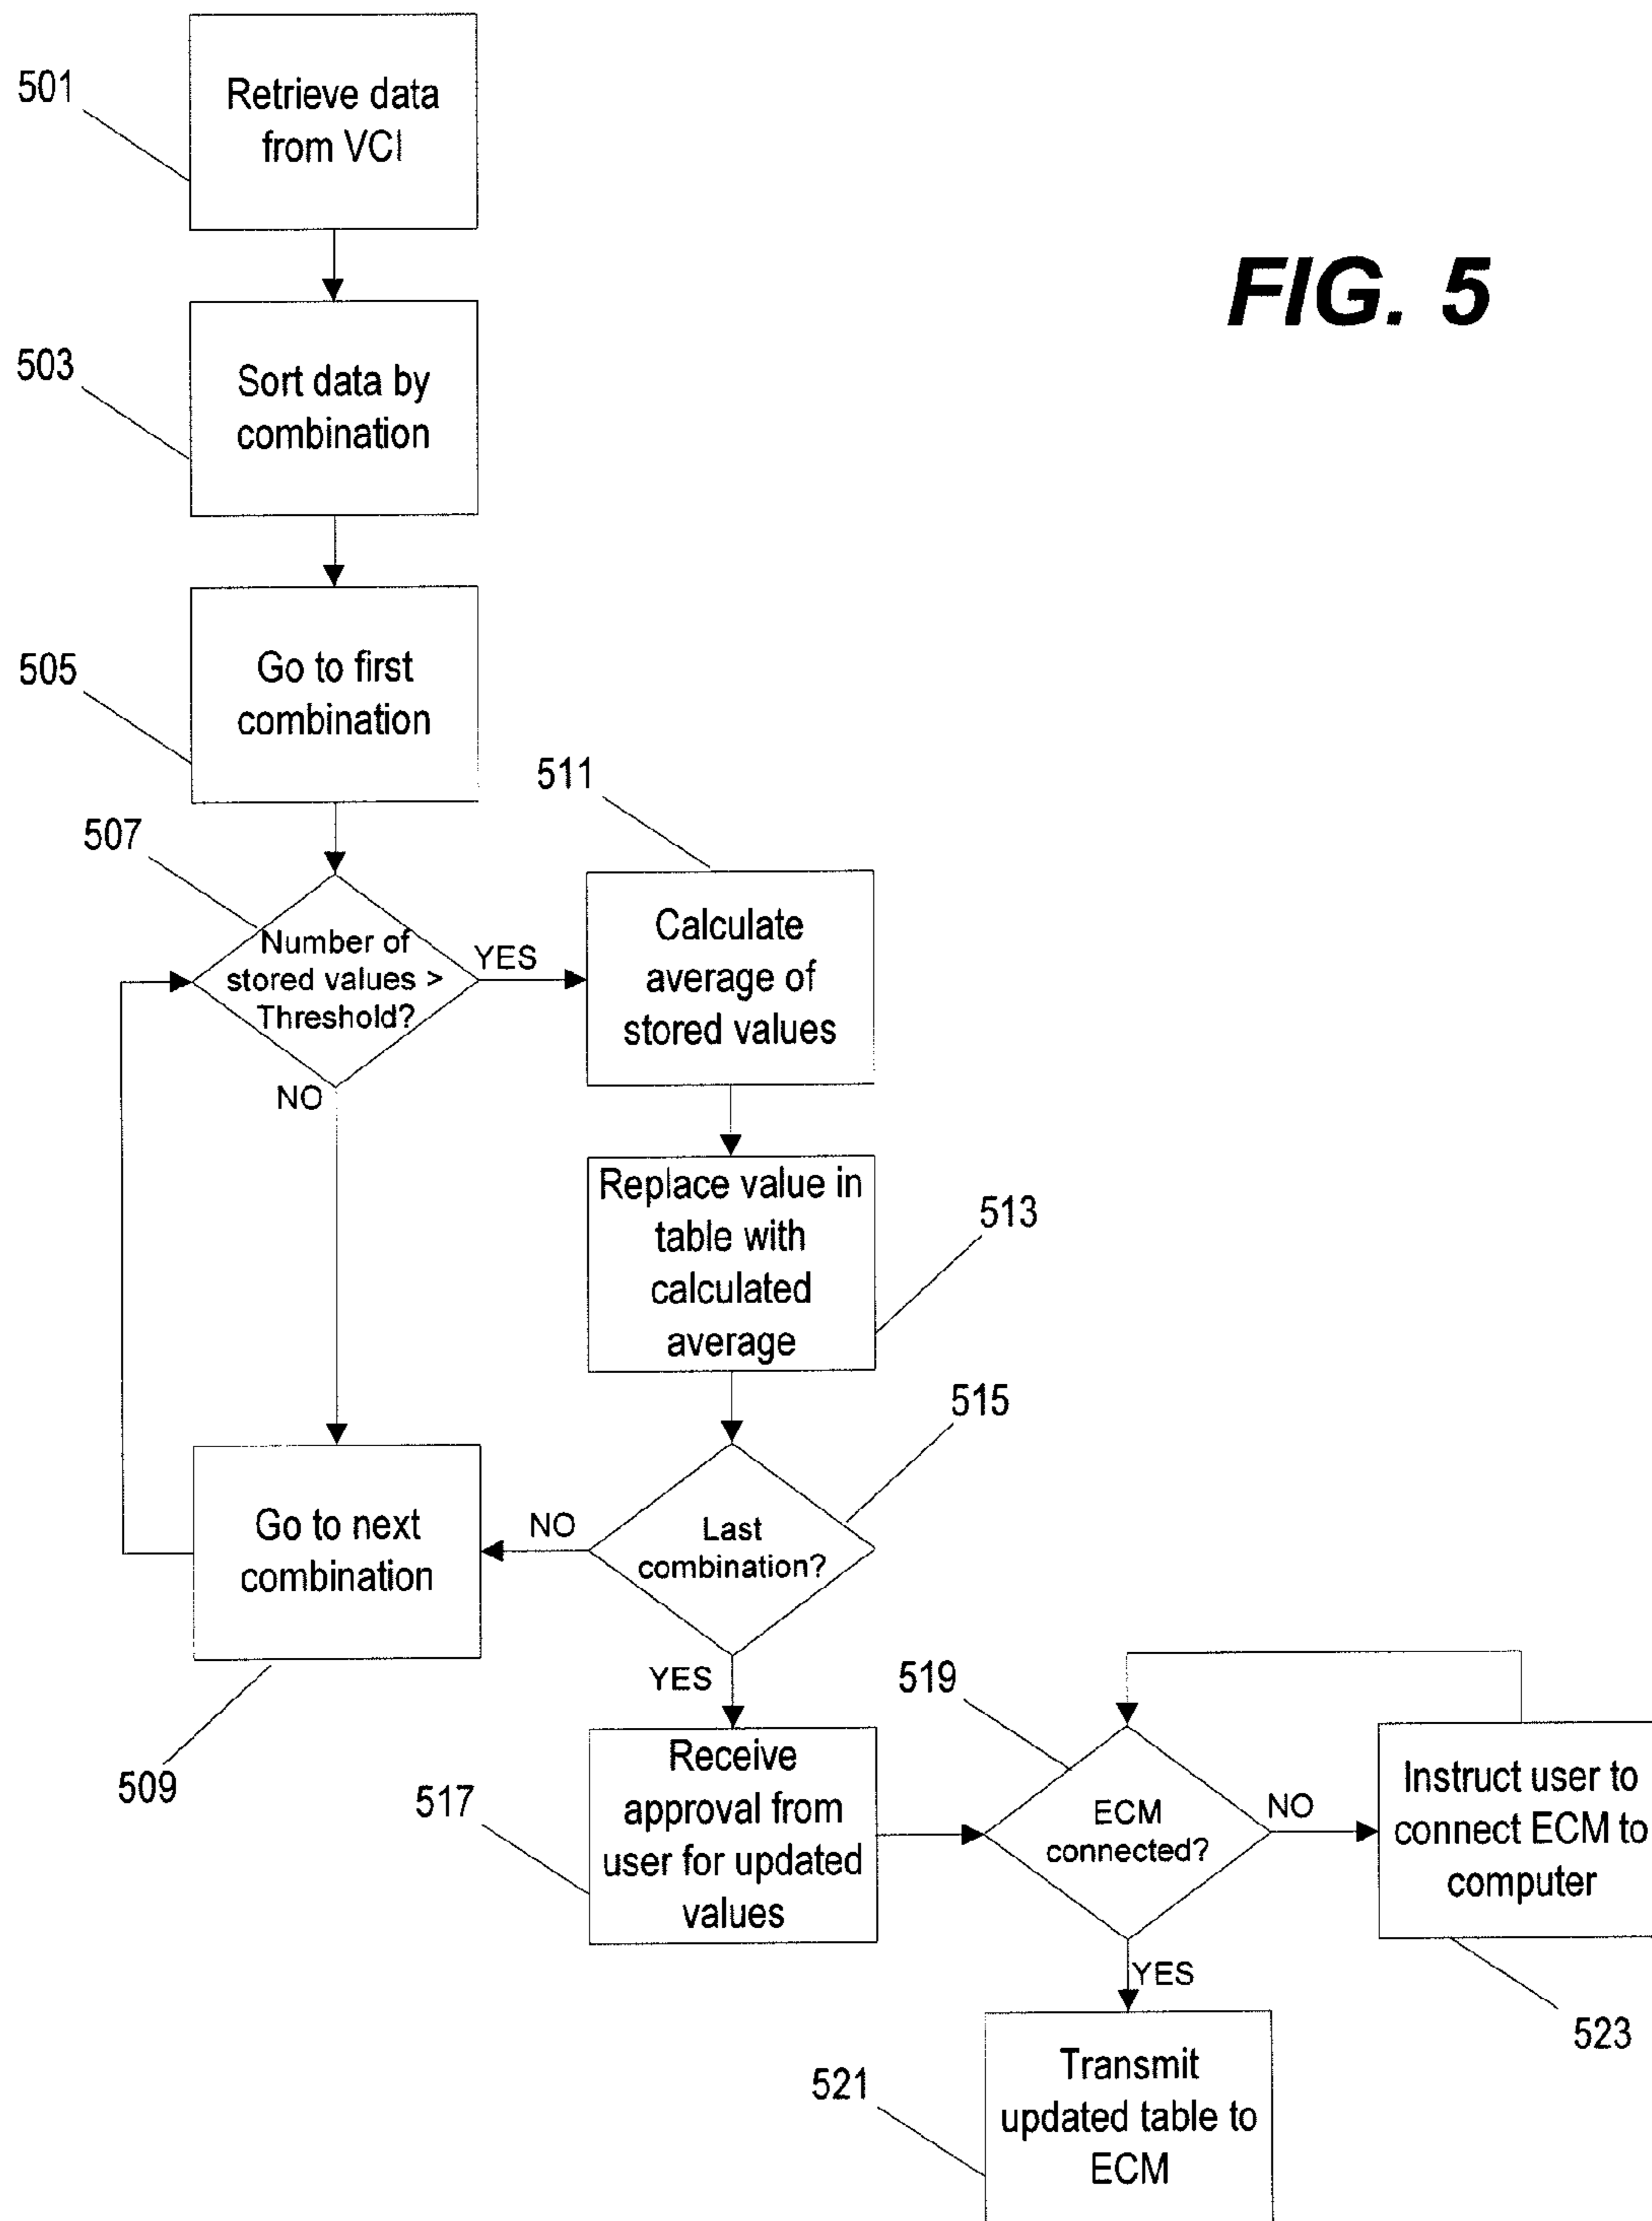 501
Retrieve data
from VCI
FIG. 5
503
Sort data by
combination
505
Go to first
combination
507
Number of
stored values >
Threshold?
YES
NO
511
Calculate
average of
stored values
513
Replace value in
table with
calculated
average
515
Last
combination?
NO
YES
Go to next
combination
509
517
Receive
approval from
user for updated
values
519
ECM
connected?
NO
YES
Instruct user to
connect ECM to
computer
523
521
Transmit
updated table to
ECM